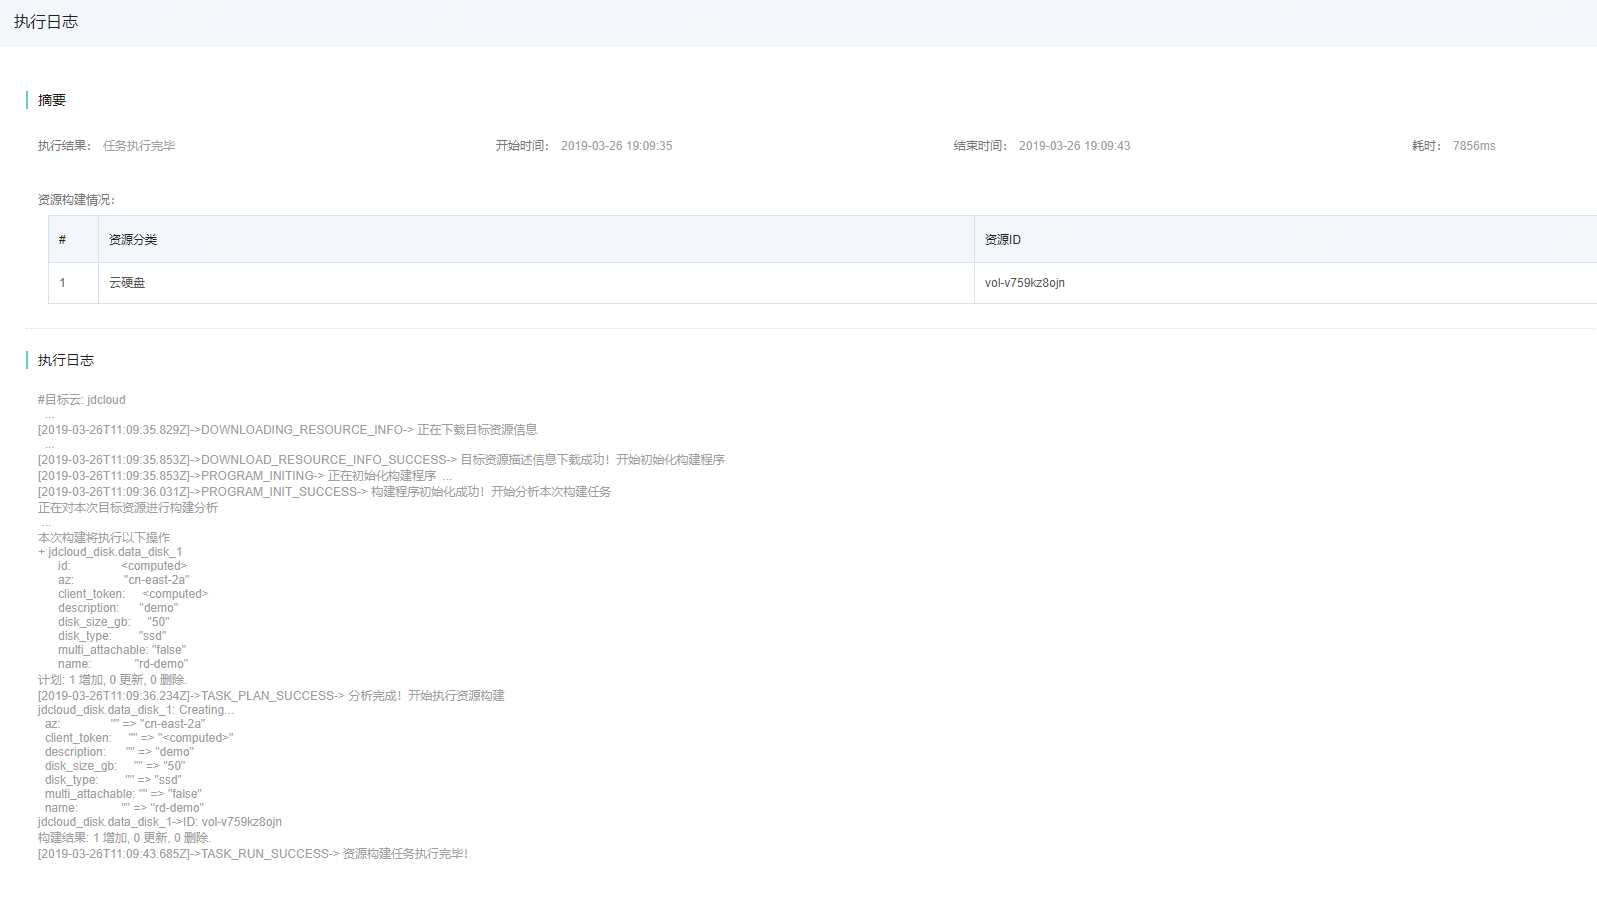 执行日志
摘要
执行结果： 任务执行完毕 开始时间： 2019-03-26 19:09:35 结束时间： 2019-03-26 19:09:43 耗时： 7856ms
资源构建情况：
# 资源分类 资源ID
1 云硬盘 vol-v759kz8ojn
执行日志
#目标云: jdcloud
...
[2019-03-26T11:09:35.829Z]->DOWNLOADING_RESOURCE_INFO-> 正在下载目标资源信息
...
[2019-03-26T11:09:35.853Z]->DOWNLOAD_RESOURCE_INFO_SUCCESS-> 目标资源描述信息下载成功！开始初始化构建程序
[2019-03-26T11:09:35.853Z]->PROGRAM_INITING-> 正在初始化构建程序 ...
[2019-03-26T11:09:36.031Z]->PROGRAM_INIT_SUCCESS-> 构建程序初始化成功！开始分析本次构建任务
正在对本次目标资源进行构建分析
...
本次构建将执行以下操作
+ jdcloud_disk.data_disk_1
id: <computed>
az: "cn-east-2a"
client_token: <computed>
description: "demo"
disk_size_gb: "50"
disk_type: "ssd"
multi_attachable: "false"
name: "rd-demo"
计划: 1 增加, 0 更新, 0 删除.
[2019-03-26T11:09:36.234Z]->TASK_PLAN_SUCCESS-> 分析完成！开始执行资源构建
jdcloud_disk.data_disk_1: Creating...
az: "" => "cn-east-2a"
client_token: "" => "<computed>"
description: "" => "demo"
disk_size_gb: "" => "50"
disk_type: "" => "ssd"
multi_attachable: "" => "false"
name: "" => "rd-demo"
jdcloud_disk.data_disk_1->ID: vol-v759kz8ojn
构建结果: 1 增加, 0 更新, 0 删除.
[2019-03-26T11:09:43.685Z]->TASK_RUN_SUCCESS-> 资源构建任务执行完毕！